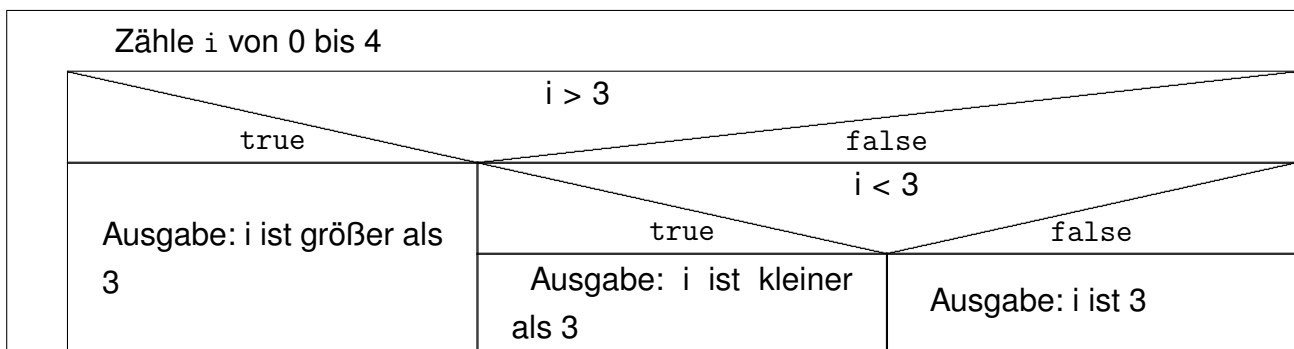 Zähle i von 0 bis 4
i > 3
true
false
Ausgabe: i ist größer als
3
i < 3
true
false
Ausgabe: i ist kleiner
als 3
Ausgabe: i ist 3